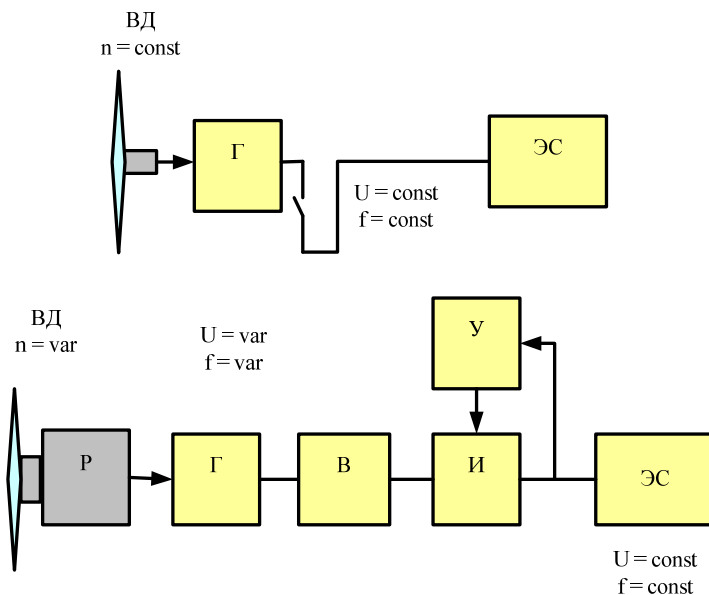 ВД
n = const
Г
ЭС
U = const
f = const
ВД
n = var
U = var
f = var
У
Р
Г
В
И
ЭС
U = const
f = const